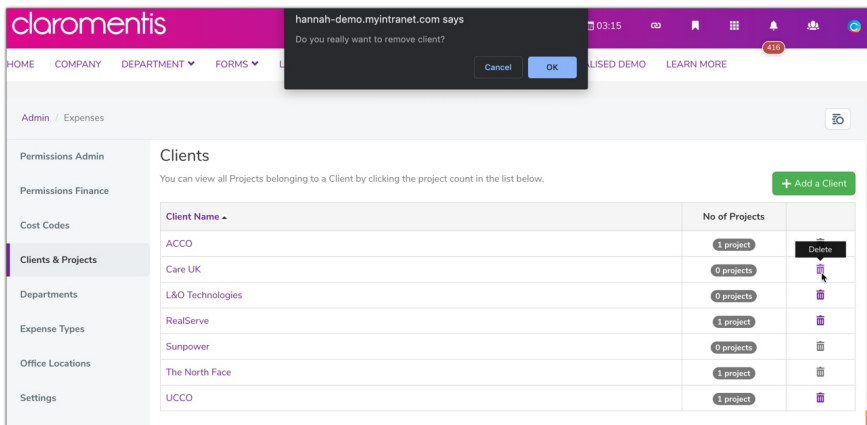 claromentis
hannah-demo.myintranet.com says
Do you really want to remove client?
Cancel
OK
03:15
416
HOME COMPANY DEPARTMENT FORMS L ALISED DEMO LEARN MORE
Admin / Expenses
Permissions Admin
Permissions Finance
Cost Codes
Clients & Projects
Departments
Expense Types
Office Locations
Settings
Clients
You can view all Projects belonging to a Client by clicking the project count in the list below.
+ Add a Client
Client Name No of Projects
ACCO 1 project
Delete
Care UK 0 projects
L&O Technologies 0 projects
RealServe 1 project
Sunpower 0 projects
The North Face 1 project
UCCO 1 project